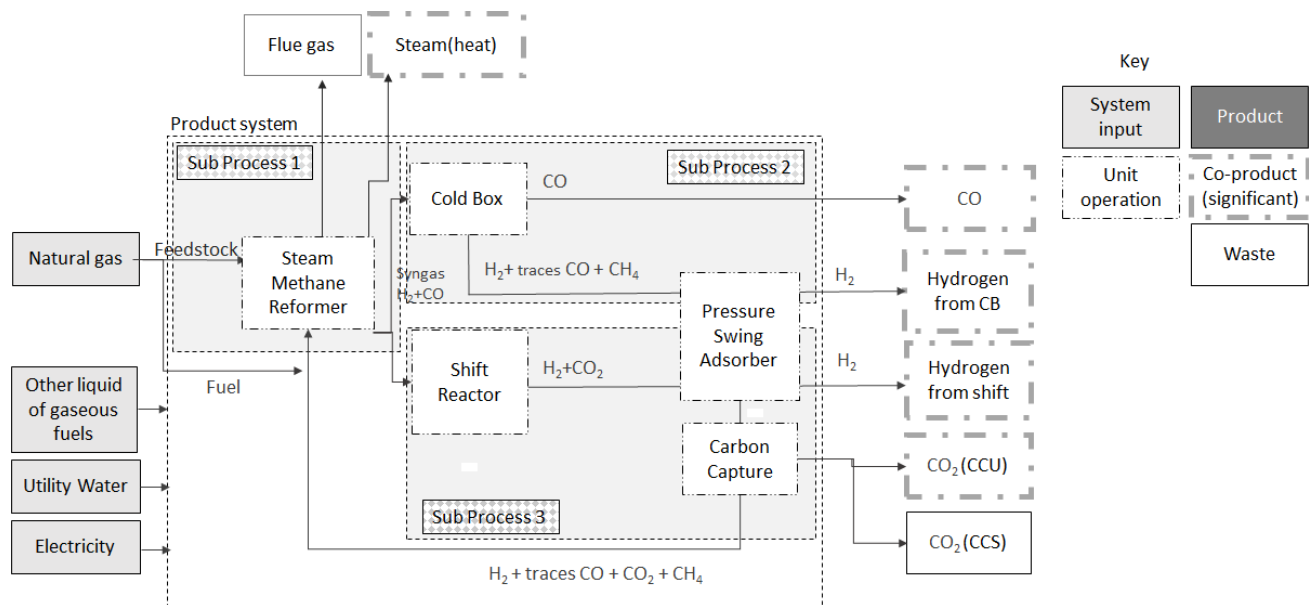 Flue gas
Steam(heat)
Key
System
input
Product
Unit
operation
Co-product
(significant)
Waste
Product system
Sub Process 1
Sub Process 2
Cold Box
CO
CO
Natural gas
Feedstock
Steam
Methane
Reformer
Syngas
H₂+CO
H₂+ traces CO + CH₄
Pressure
Swing
Adsorber
H₂
Hydrogen
from CB
Fuel
Shift
Reactor
H₂+CO₂
H₂
Hydrogen
from shift
Other liquid
of gaseous
fuels
Carbon
Capture
CO₂(CCU)
Utility Water
Sub Process 3
Electricity
CO₂(CCS)
H₂ + traces CO + CO₂ + CH₄